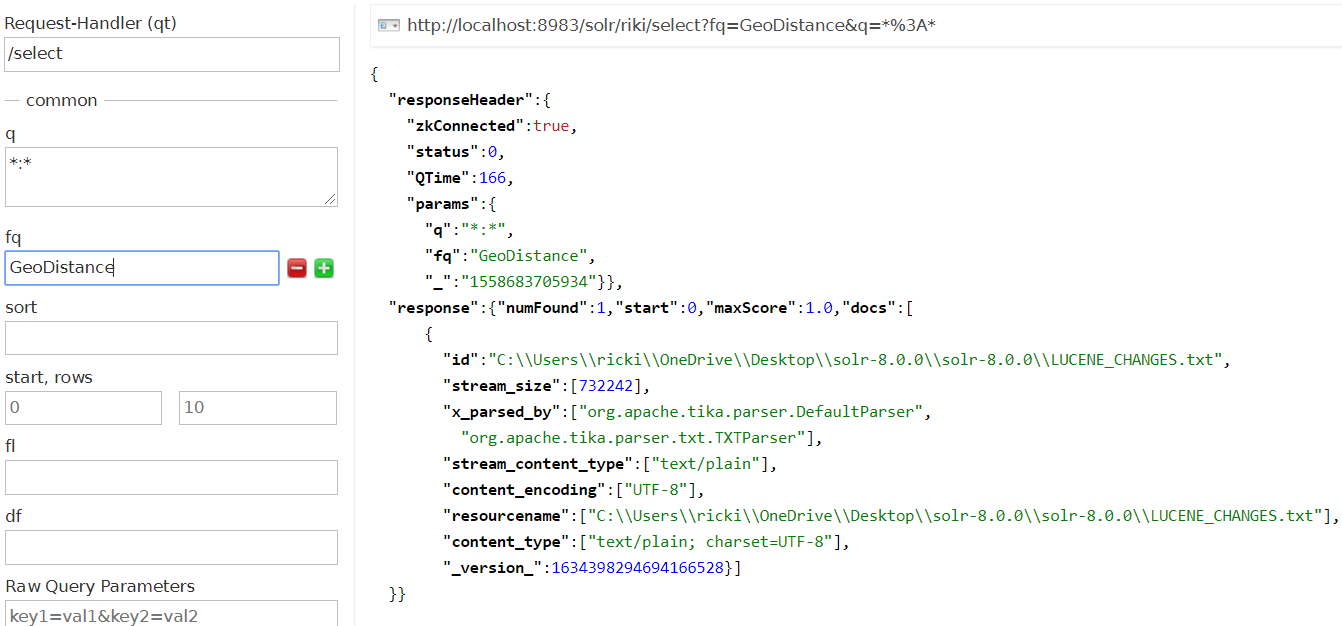 Request-Handler (qt)
/select
common
q
*:*
fq
GeoDistance
sort
start, rows
0
10
fl
df
Raw Query Parameters
key1=val1&key2=val2
http://localhost:8983/solr/riki/select?fq=GeoDistance&q=*%3A*
{
"responseHeader":{
"zkConnected":true,
"status":0,
"QTime":166,
"params":{
"q":"*:*",
"fq":"GeoDistance",
"_":"1558683705934"}},
"response":{"numFound":1,"start":0,"maxScore":1.0,"docs":[
{
"id":"C:\\Users\\ricki\\OneDrive\\Desktop\\solr-8.0.0\\solr-8.0.0\\LUCENE_CHANGES.txt",
"stream_size":[732242],
"x_parsed_by":["org.apache.tika.parser.DefaultParser",
"org.apache.tika.parser.txt.TXTParser"],
"stream_content_type":["text/plain"],
"content_encoding":["UTF-8"],
"resourcename":["C:\\Users\\ricki\\OneDrive\\Desktop\\solr-8.0.0\\solr-8.0.0\\LUCENE_CHANGES.txt"],
"content_type":["text/plain; charset=UTF-8"],
"_version_":1634398294694166528}]
}}